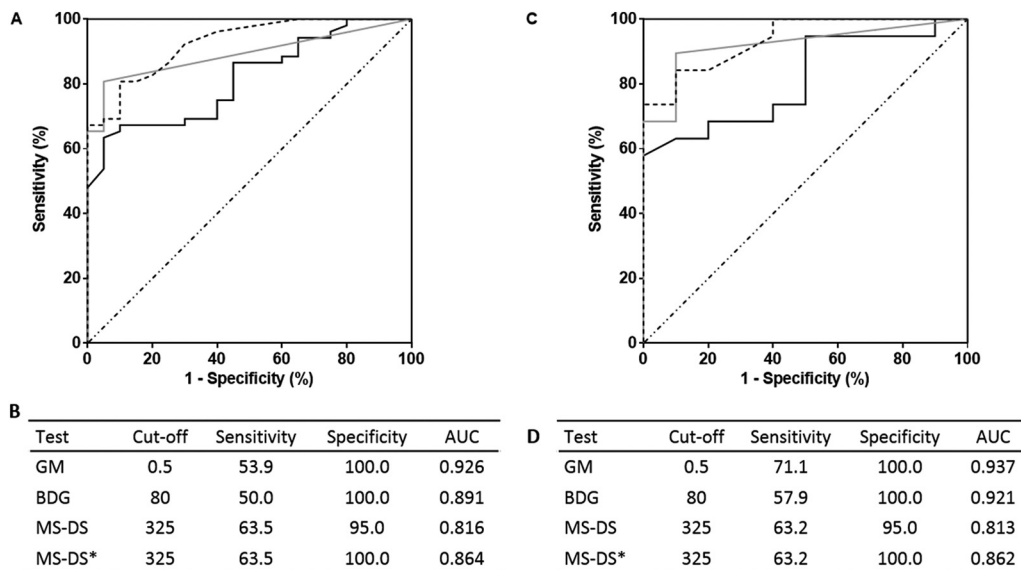 A
Sensitivity (%)
100
80
60
40
20
0
0 20 40 60 80 100
1 - Specificity (%)
C
Sensitivity (%)
100
80
60
40
20
0
0 20 40 60 80 100
1 - Specificity (%)
B
Test Cut-off Sensitivity Specificity AUC
GM 0.5 53.9 100.0 0.926
BDG 80 50.0 100.0 0.891
MS-DS 325 63.5 95.0 0.816
MS-DS* 325 63.5 100.0 0.864
D
Test Cut-off Sensitivity Specificity AUC
GM 0.5 71.1 100.0 0.937
BDG 80 57.9 100.0 0.921
MS-DS 325 63.2 95.0 0.813
MS-DS* 325 63.2 100.0 0.862